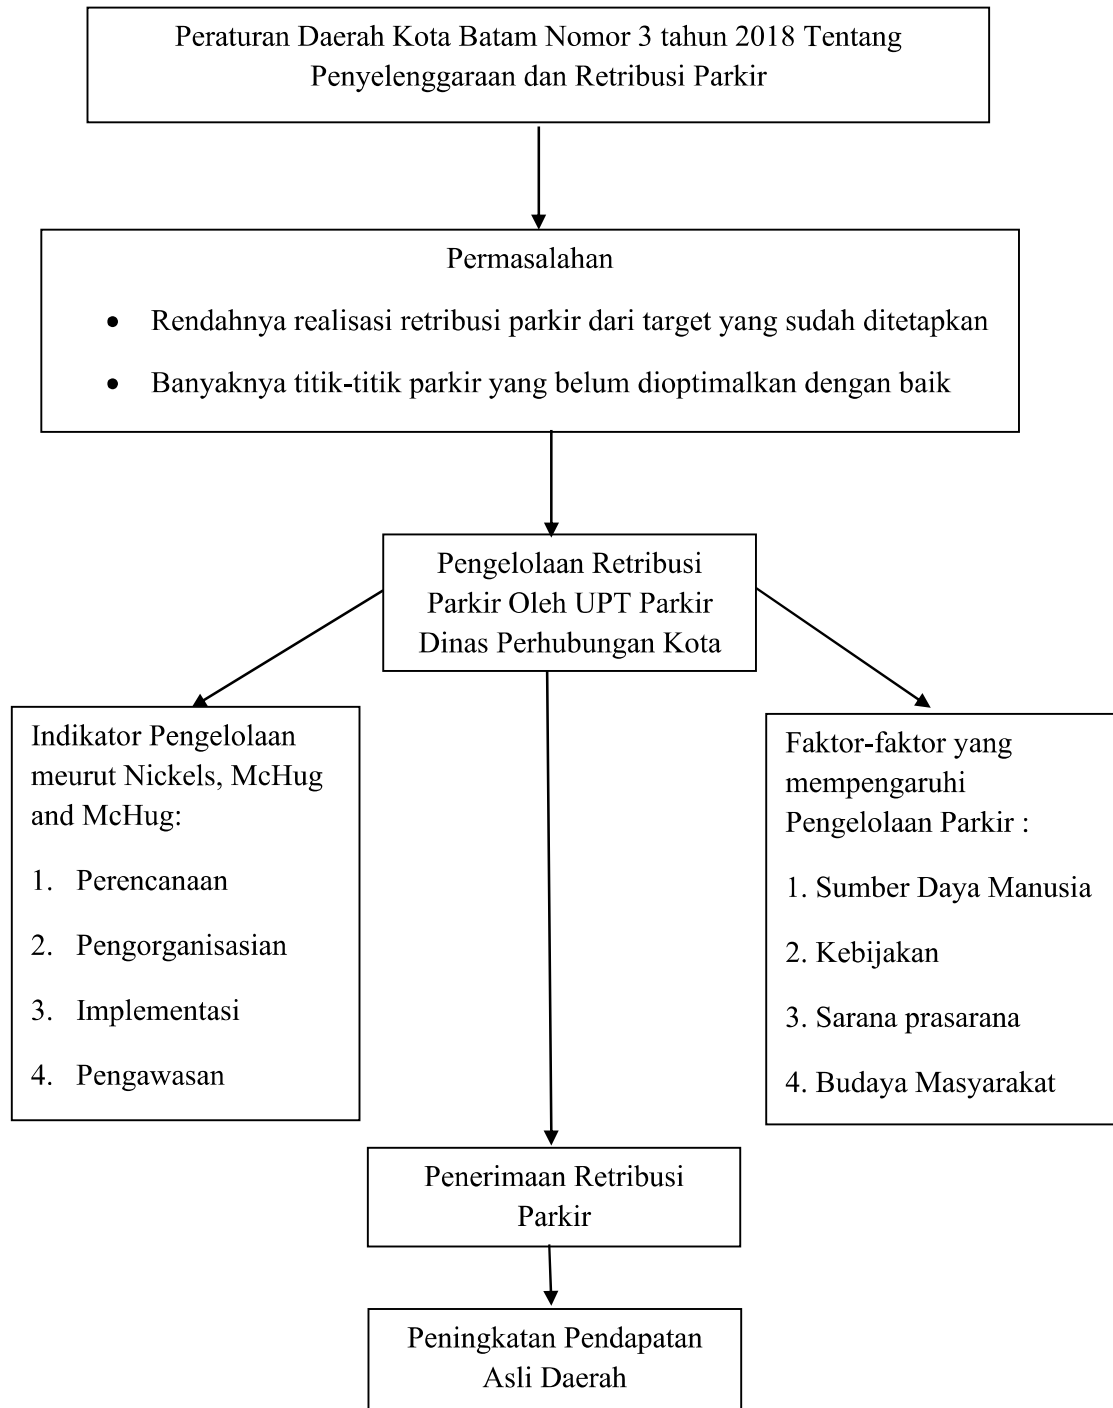 Peraturan Daerah Kota Batam Nomor 3 tahun 2018 Tentang
Penyelenggaraan dan Retribusi Parkir
Permasalahan
• Rendahnya realisasi retribusi parkir dari target yang sudah ditetapkan
• Banyaknya titik-titik parkir yang belum dioptimalkan dengan baik
Pengelolaan Retribusi
Parkir Oleh UPT Parkir
Dinas Perhubungan Kota
Indikator Pengelolaan
meurut Nickels, McHug
and McHug:
1. Perencanaan
2. Pengorganisasian
3. Implementasi
4. Pengawasan
Faktor-faktor yang
mempengaruhi
Pengelolaan Parkir :
1. Sumber Daya Manusia
2. Kebijakan
3. Sarana prasarana
4. Budaya Masyarakat
Penerimaan Retribusi
Parkir
Peningkatan Pendapatan
Asli Daerah